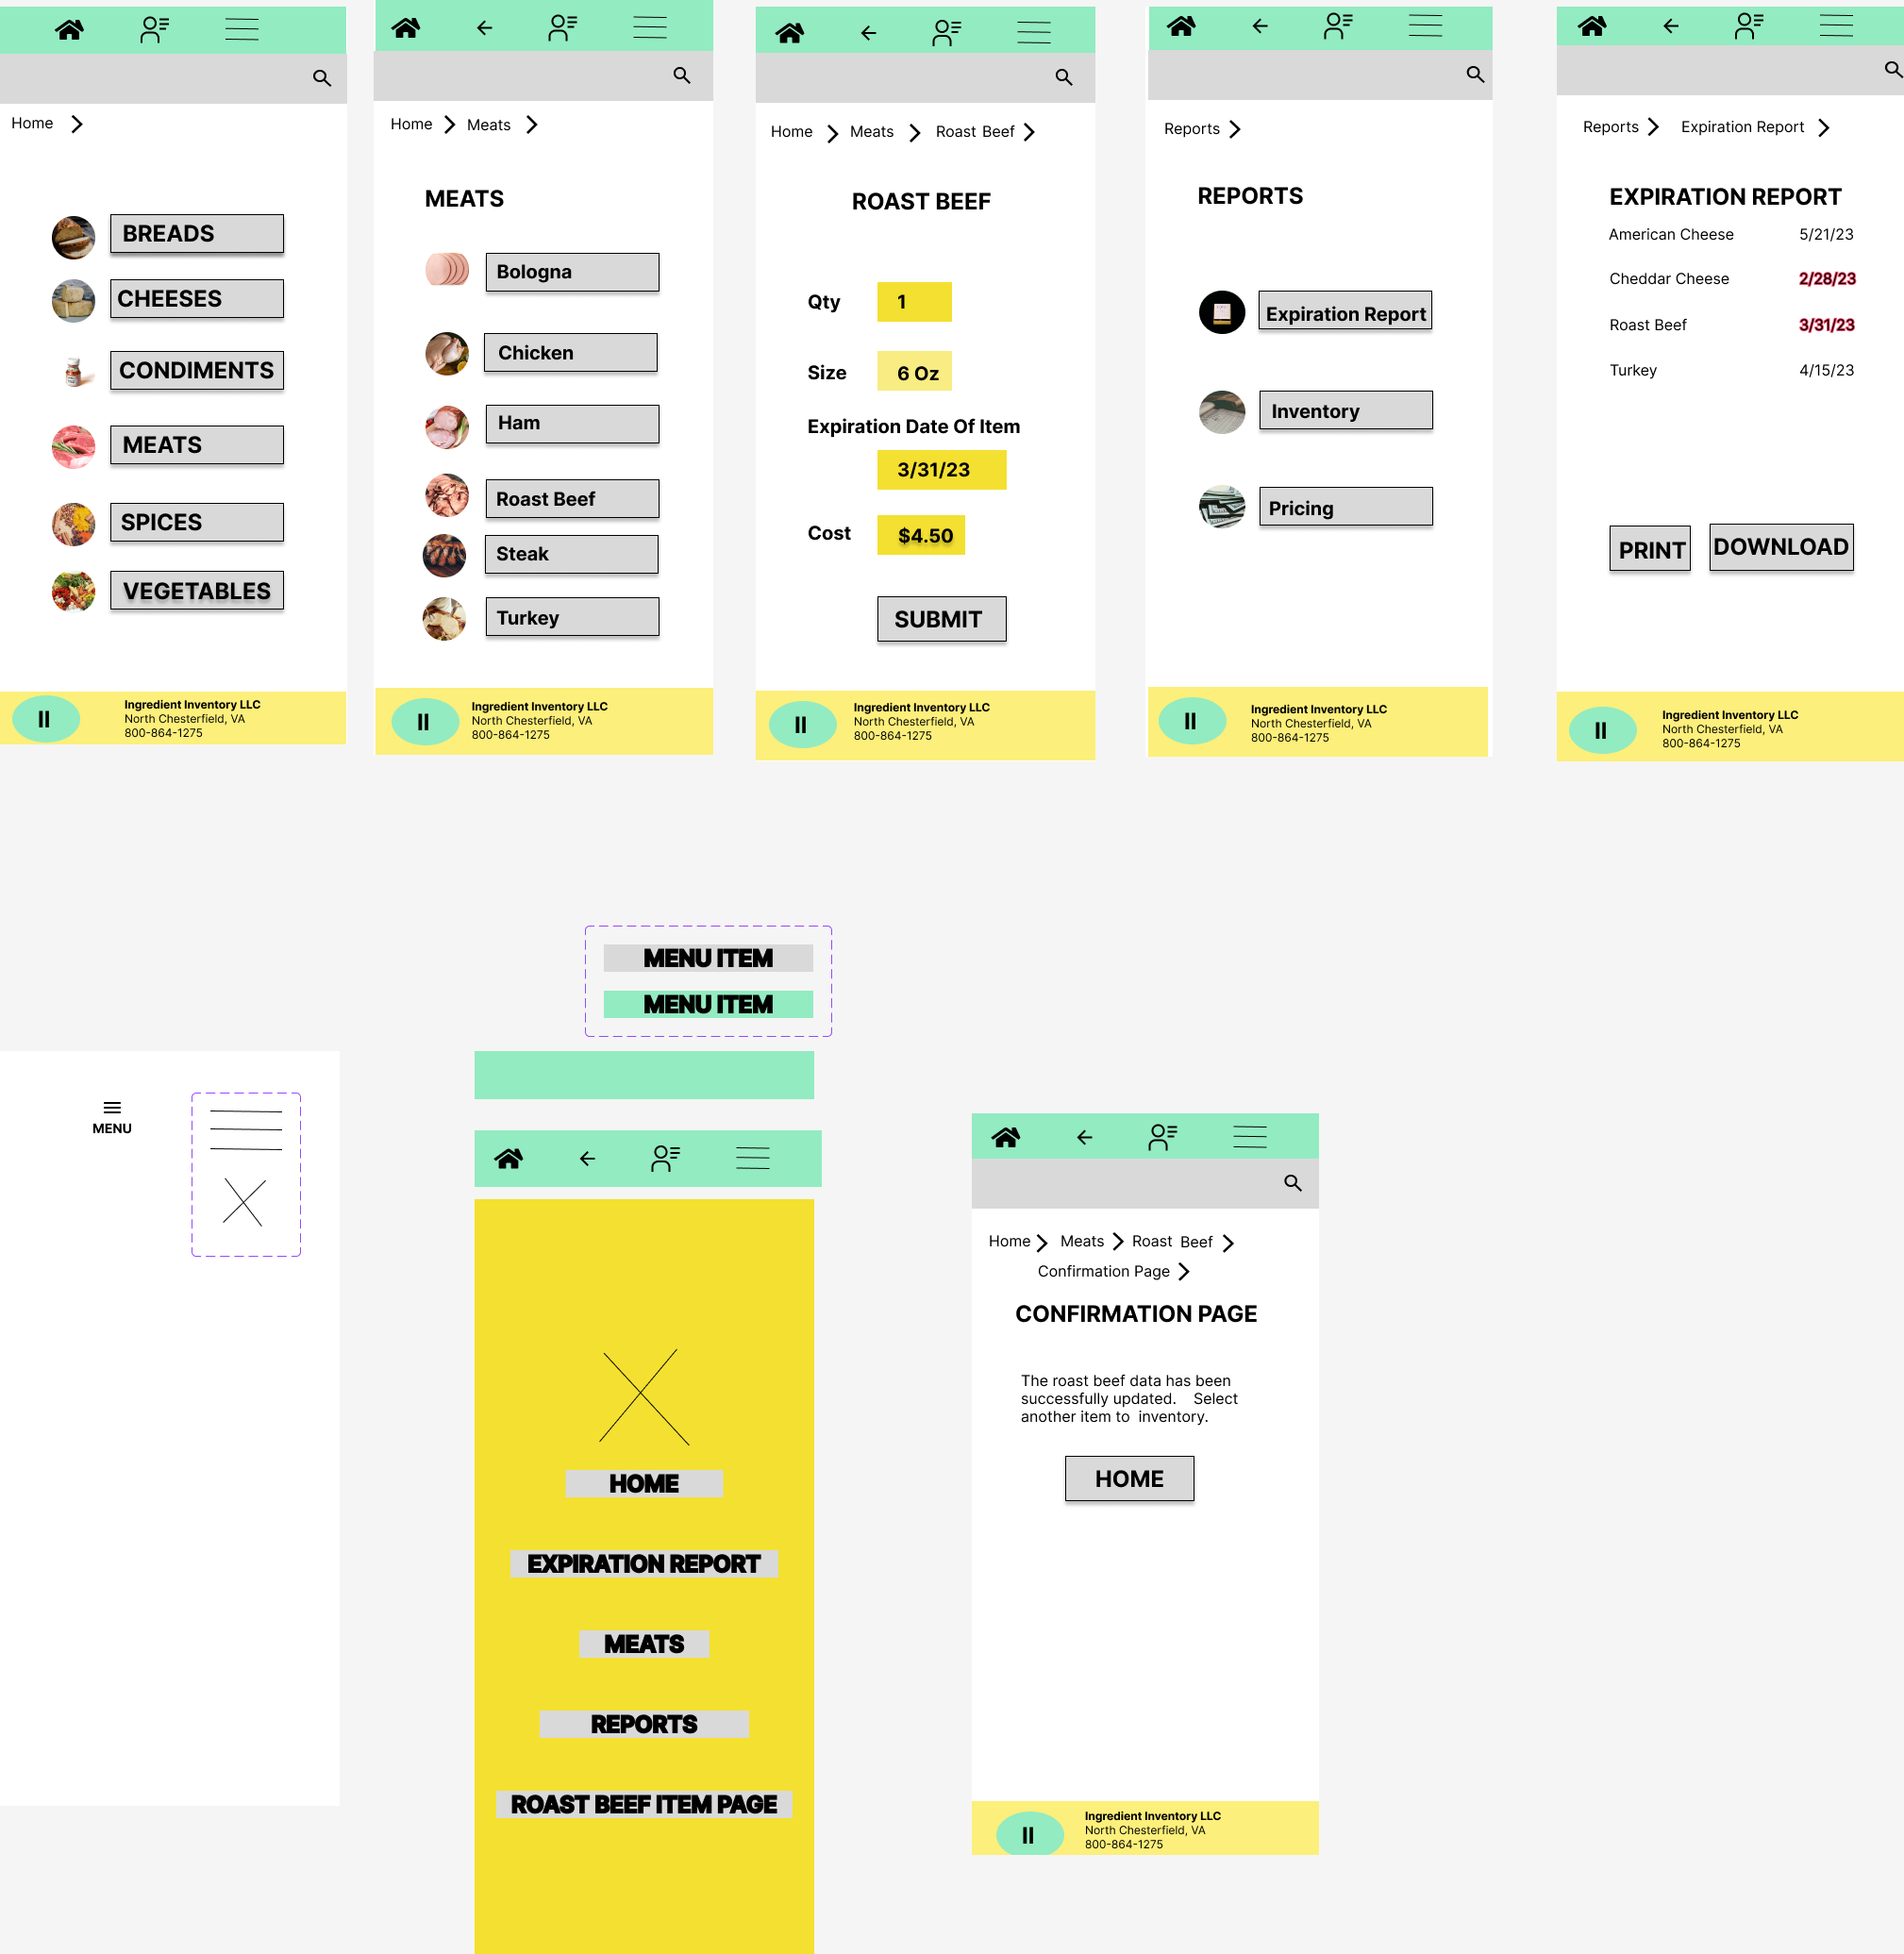 Home
BREADS
CHEESES
CONDIMENTS
MEATS
SPICES
VEGETABLES
II
Ingredient Inventory LLC
North Chesterfield, VA
800-864-1275
Home Meats
MEATS
Bologna
Chicken
Ham
Roast Beef
Steak
Turkey
II
Ingredient Inventory LLC
North Chesterfield, VA
800-864-1275
Home Meats Roast Beef
ROAST BEEF
Qty 1
Size 6 Oz
Expiration Date Of Item
3/31/23
Cost $4.50
SUBMIT
II
Ingredient Inventory LLC
North Chesterfield, VA
800-864-1275
Reports
REPORTS
Expiration Report
Inventory
Pricing
II
Ingredient Inventory LLC
North Chesterfield, VA
800-864-1275
Reports Expiration Report
EXPIRATION REPORT
American Cheese 5/21/23
Cheddar Cheese 2/28/23
Roast Beef 3/31/23
Turkey 4/15/23
PRINT DOWNLOAD
II
Ingredient Inventory LLC
North Chesterfield, VA
800-864-1275
MENU ITEM
MENU ITEM
MENU
HOME
EXPIRATION REPORT
MEATS
REPORTS
ROAST BEEF ITEM PAGE
Home Meats Roast Beef
Confirmation Page
CONFIRMATION PAGE
The roast beef data has been
successfully updated. Select
another item to inventory.
HOME
II
Ingredient Inventory LLC
North Chesterfield, VA
800-864-1275